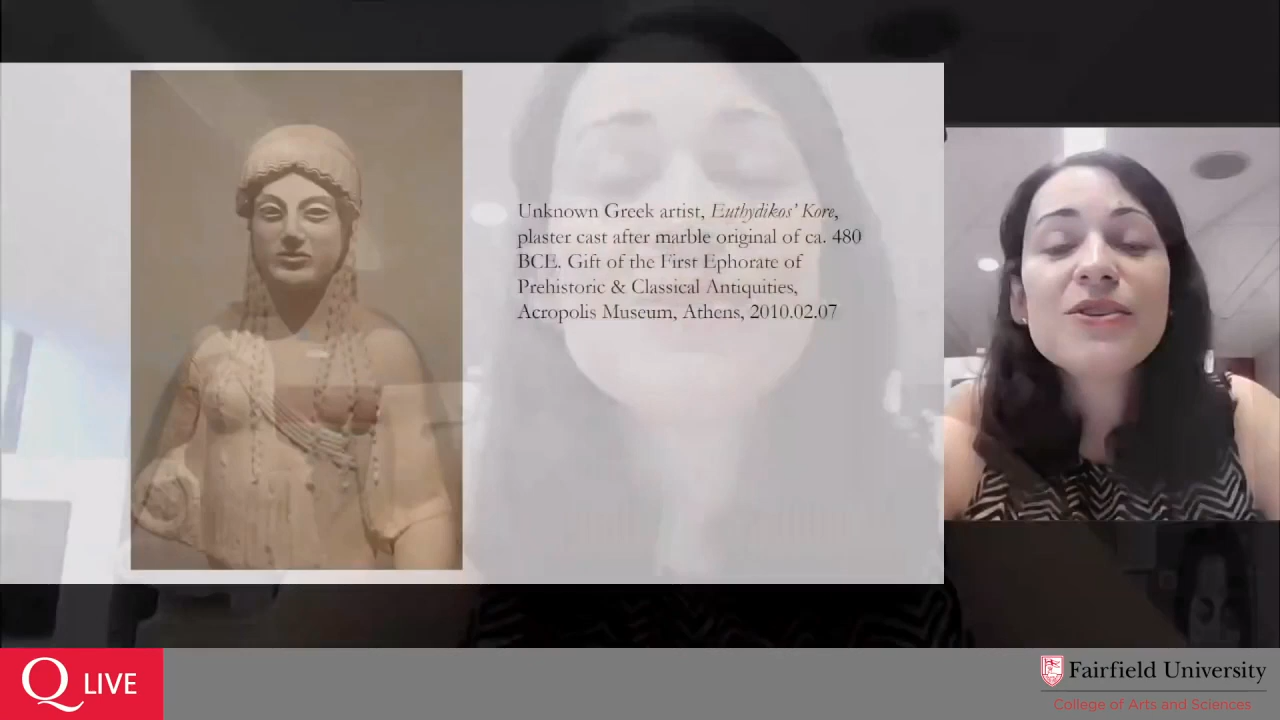 Unknown Greek artist, Euthydikos' Kore,
plaster cast after marble original of ca. 480
BCE. Gift of the First Ephorate of
Prehistoric & Classical Antiquities,
Acropolis Museum, Athens, 2010.02.07
Q LIVE
Fairfield University
College of Arts and Sciences